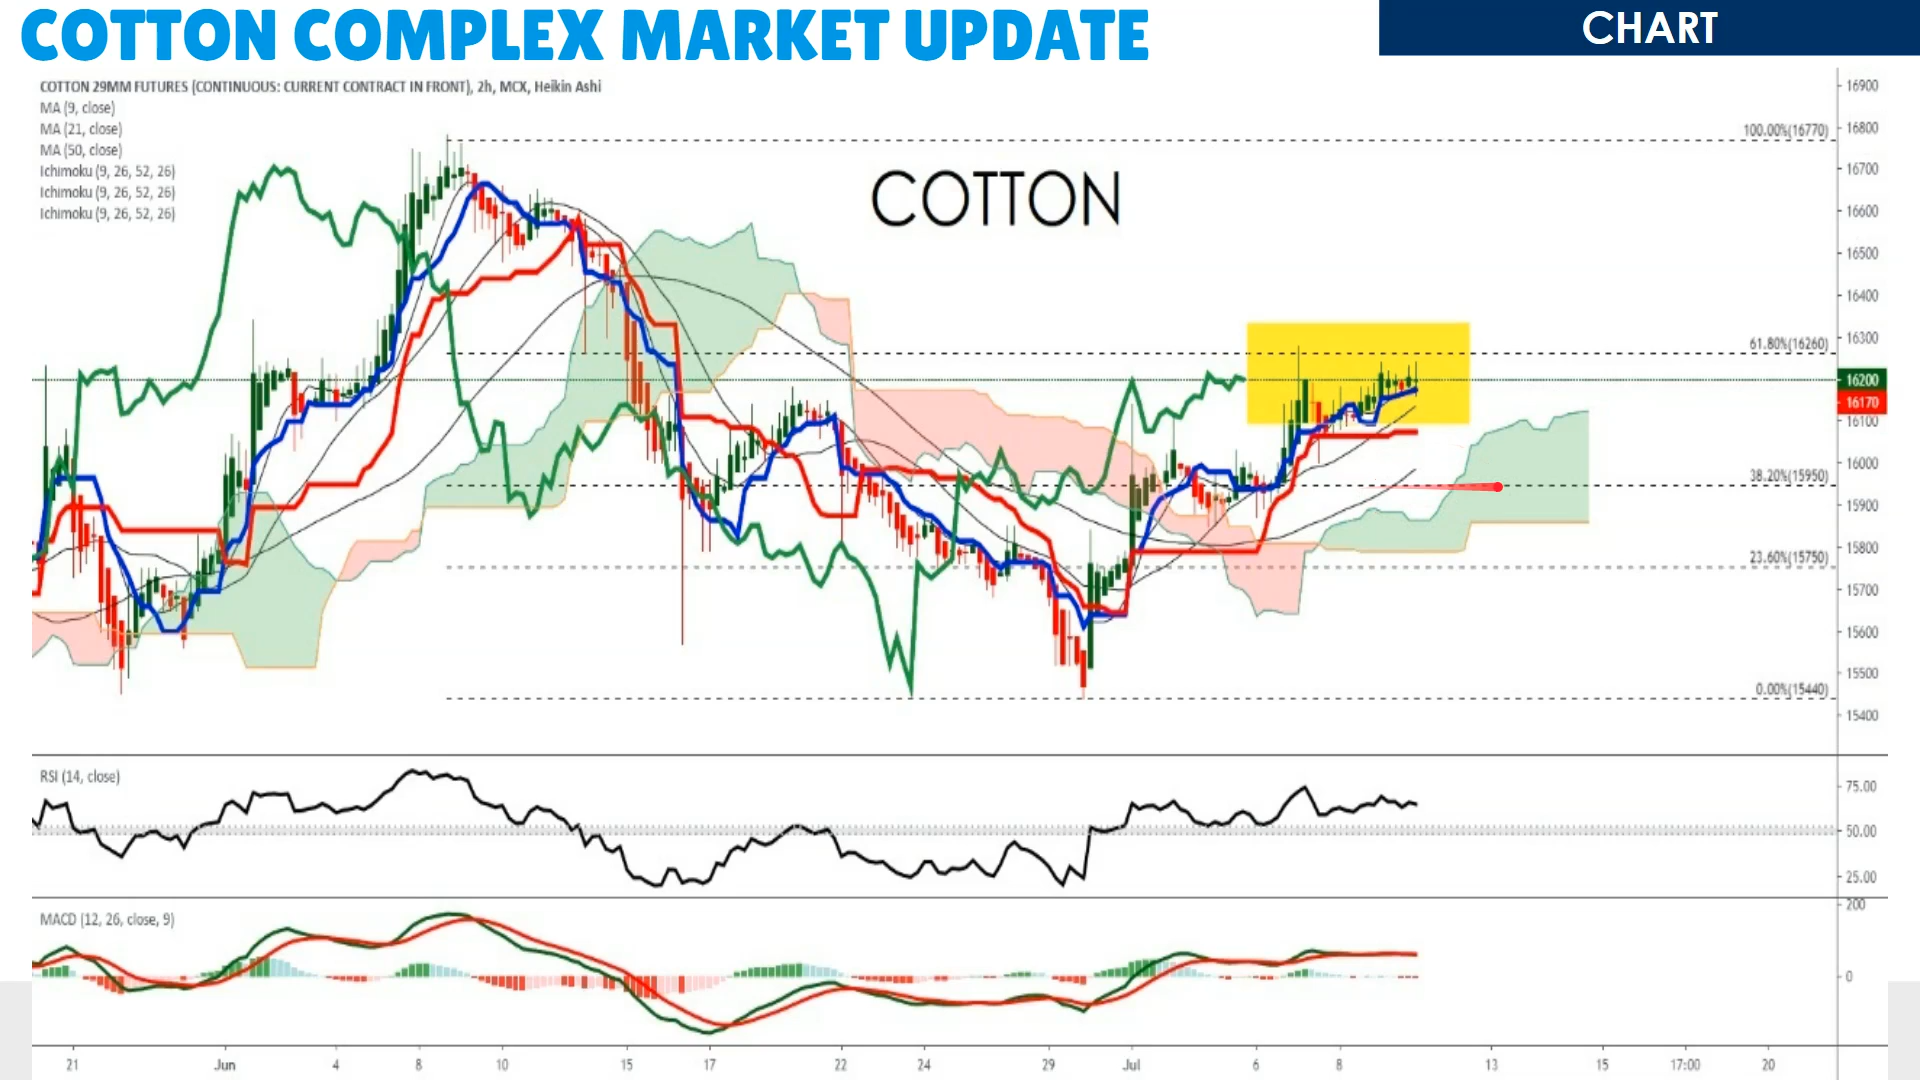 COTTON COMPLEX MARKET UPDATE
CHART
COTTON 29MM FUTURES (CONTINUOUS: CURRENT CONTRACT IN FRONT), 2h, MCX, Heikin Ashi
MA (9, close)
MA (21, close)
MA (50, close)
Ichimoku (9, 26, 52, 26)
Ichimoku (9, 26, 52, 26)
Ichimoku (9, 26, 52, 26)
COTTON
100.00%(16770)
61.80%(16260)
38.20%(15950)
23.60%(15750)
0.00%(15440)
16900
16800
16700
16600
16500
16400
16300
16200
16170
16100
16000
15900
15800
15700
15600
15500
15400
RSI (14, close)
75.00
50.00
25.00
MACD (12, 26, close, 9)
200
0
21 Jun 4 8 10 15 17 22 24 29 Jul 6 8 13 15 17:00 20